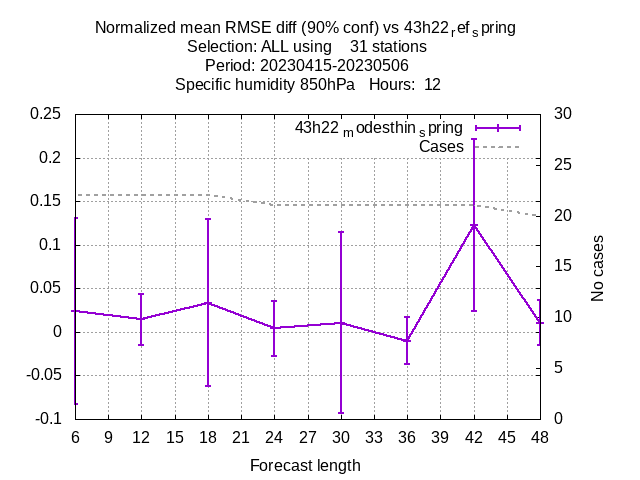 Normalized mean RMSE diff (90% conf) vs 43h22ᵣefₛpring
Selection: ALL using    31 stations
Period: 20230415-20230506
Specific humidity 850hPa   Hours:  12
0.25
0.2
0.15
0.1
0.05
0
-0.05
-0.1
30
25
20
15
10
5
0
No cases
43h22 ₘodesthinₛpring
Cases
6 9 12 15 18 21 24 27 30 33 36 39 42 45 48
Forecast length